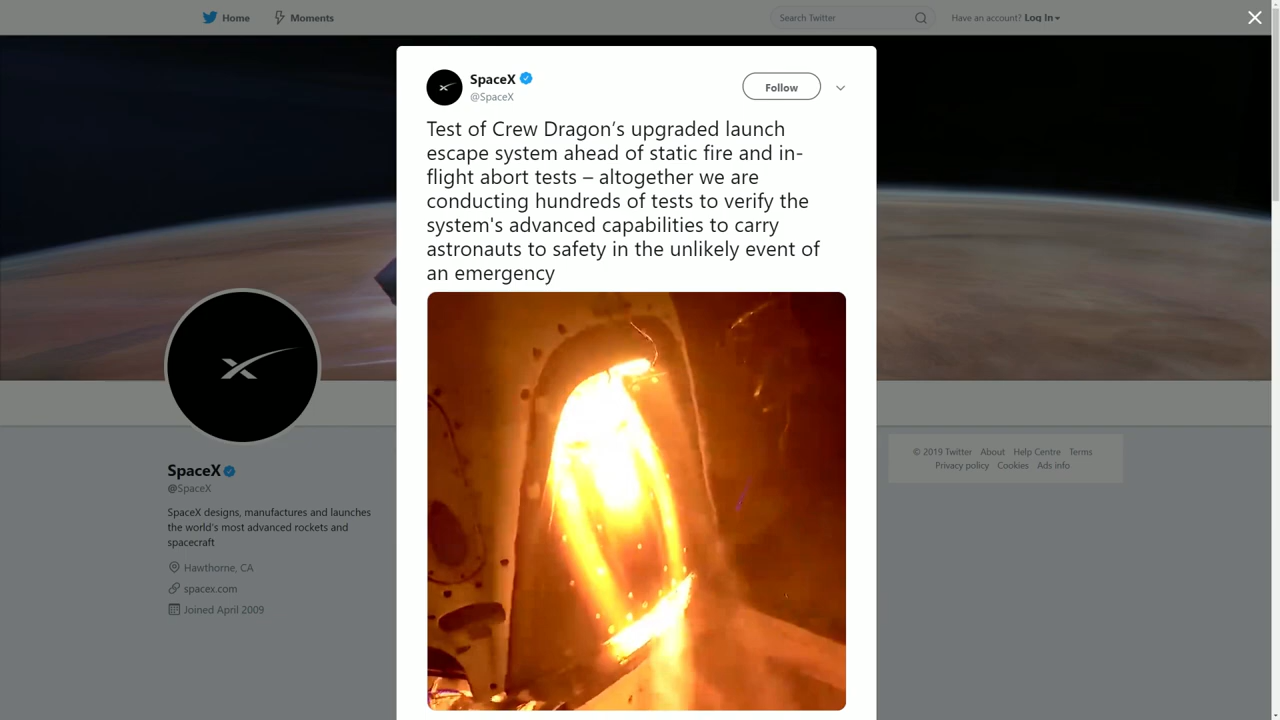 Home
Moments
Search Twitter
Have an account? Log In
SpaceX
@SpaceX
Follow
Test of Crew Dragon’s upgraded launch
escape system ahead of static fire and in-
flight abort tests – altogether we are
conducting hundreds of tests to verify the
system's advanced capabilities to carry
astronauts to safety in the unlikely event of
an emergency
SpaceX
@SpaceX
SpaceX designs, manufactures and launches
the world's most advanced rockets and
spacecraft
Hawthorne, CA
spacex.com
Joined April 2009
© 2019 Twitter About Help Centre Terms
Privacy policy Cookies Ads info